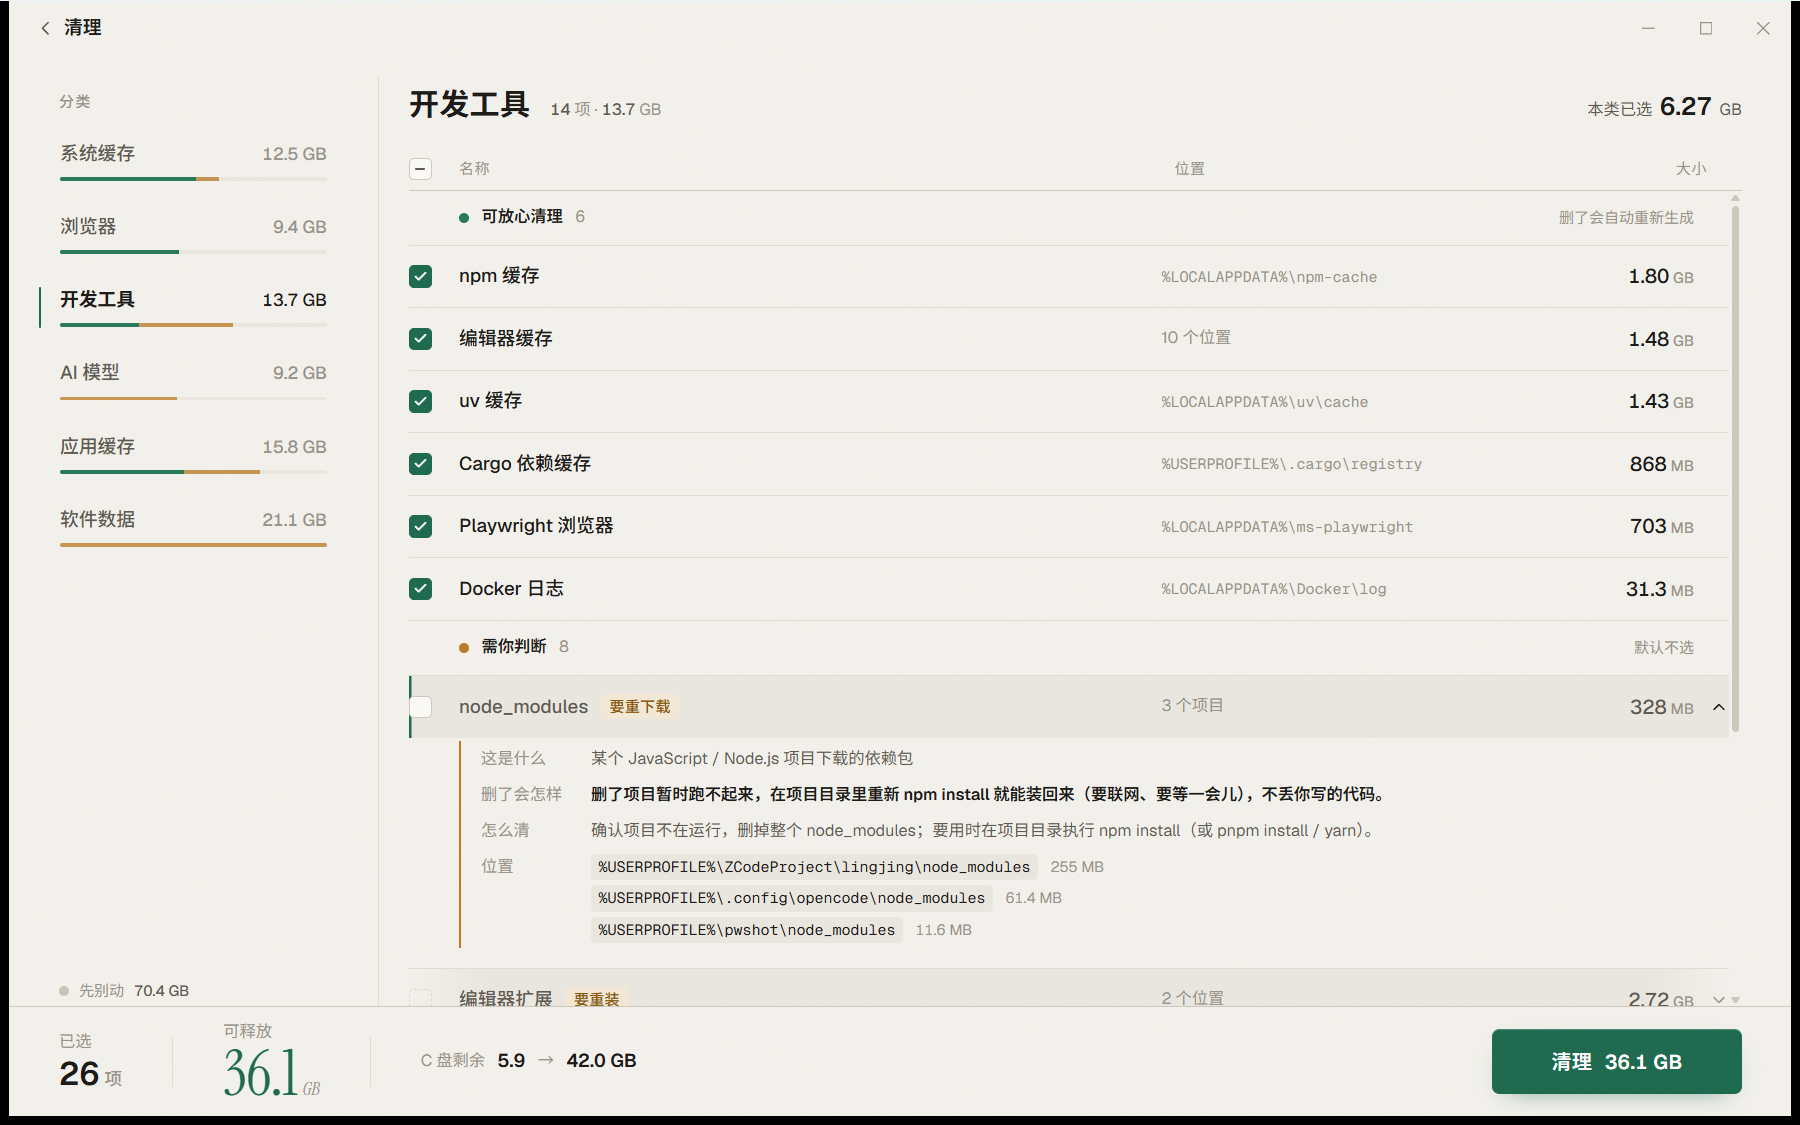 清理
分类
系统缓存 12.5 GB
浏览器 9.4 GB
开发工具 13.7 GB
AI 模型 9.2 GB
应用缓存 15.8 GB
软件数据 21.1 GB
先别动 70.4 GB
开发工具 14 项 · 13.7 GB
本类已选 6.27 GB
名称 位置 大小
可放心清理 6 删了会自动重新生成
npm 缓存 %LOCALAPPDATA%\npm-cache 1.80 GB
编辑器缓存 10 个位置 1.48 GB
uv 缓存 %LOCALAPPDATA%\uv\cache 1.43 GB
Cargo 依赖缓存 %USERPROFILE%\.cargo\registry 868 MB
Playwright 浏览器 %LOCALAPPDATA%\ms-playwright 703 MB
Docker 日志 %LOCALAPPDATA%\Docker\log 31.3 MB
需你判断 8 默认不选
node_modules 要重下载 3 个项目 328 MB
这是什么 某个 JavaScript / Node.js 项目下载的依赖包
删了会怎样 删了项目暂时跑不起来，在项目目录里重新 npm install 就能装回来（要联网、要等一会儿），不丢你写的代码。
怎么清 确认项目不在运行，删掉整个 node_modules；要用时在项目目录执行 npm install（或 pnpm install / yarn）。
位置 %USERPROFILE%\ZCodeProject\lingjing\node_modules 255 MB
%USERPROFILE%\.config\opencode\node_modules 61.4 MB
%USERPROFILE%\pwshot\node_modules 11.6 MB
编辑器扩展 要重装 2 个位置 2.72 GB
已选
26 项
可释放
36.1 GB
C 盘剩余 5.9 → 42.0 GB
清理 36.1 GB